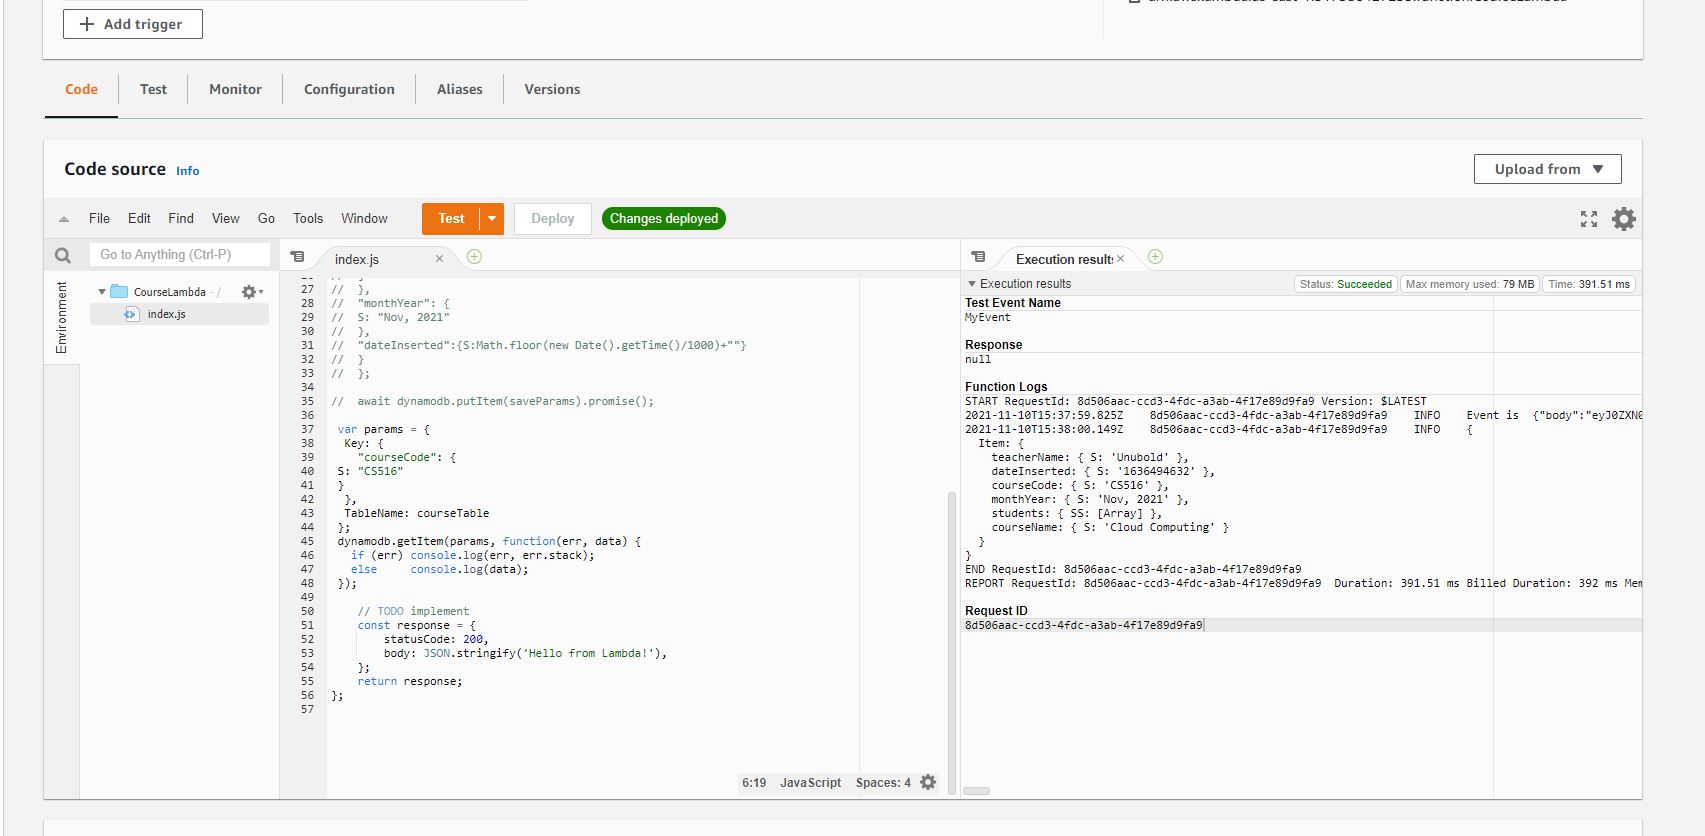 Add trigger
Code
Test
Monitor
Configuration
Aliases
Versions
Code source Info
Upload from
File Edit Find View Go Tools Window
Test
Deploy
Changes deployed
Go to Anything (Ctrl-P)
Environment
CourseLambda - /
index.js
index.js
27 // },
28 // "monthYear": {
29 // S: "Nov, 2021"
30 // },
31 // "dateInserted":{S:Math.floor(new Date().getTime()/1000)+""}
32 // }
33 // };
34
35 // await dynamodb.putItem(saveParams).promise();
36
37 var params = {
38 Key: {
39 "courseCode": {
40 S: "CS516"
41 }
42 },
43 TableName: courseTable
44 };
45 dynamodb.getItem(params, function(err, data) {
46 if (err) console.log(err, err.stack);
47 else console.log(data);
48 });
49
50 // TODO implement
51 const response = {
52 statusCode: 200,
53 body: JSON.stringify('Hello from Lambda!'),
54 };
55 return response;
56 };
57
6:19 JavaScript Spaces: 4
Execution results
Execution results
Status: Succeeded
Max memory used: 79 MB
Time: 391.51 ms
Test Event Name
MyEvent
Response
null
Function Logs
START RequestId: 8d506aac-ccd3-4fdc-a3ab-4f17e89d9fa9 Version: $LATEST
2021-11-10T15:37:59.825Z 8d506aac-ccd3-4fdc-a3ab-4f17e89d9fa9 INFO Event is {"body":"eyJ0ZXN0
2021-11-10T15:38:00.149Z 8d506aac-ccd3-4fdc-a3ab-4f17e89d9fa9 INFO {
Item: {
teacherName: { S: 'Unubold' },
dateInserted: { S: '1636494632' },
courseCode: { S: 'CS516' },
monthYear: { S: 'Nov, 2021' },
students: { SS: [Array] },
courseName: { S: 'Cloud Computing' }
}
}
END RequestId: 8d506aac-ccd3-4fdc-a3ab-4f17e89d9fa9
REPORT RequestId: 8d506aac-ccd3-4fdc-a3ab-4f17e89d9fa9 Duration: 391.51 ms Billed Duration: 392 ms Mem
Request ID
8d506aac-ccd3-4fdc-a3ab-4f17e89d9fa9